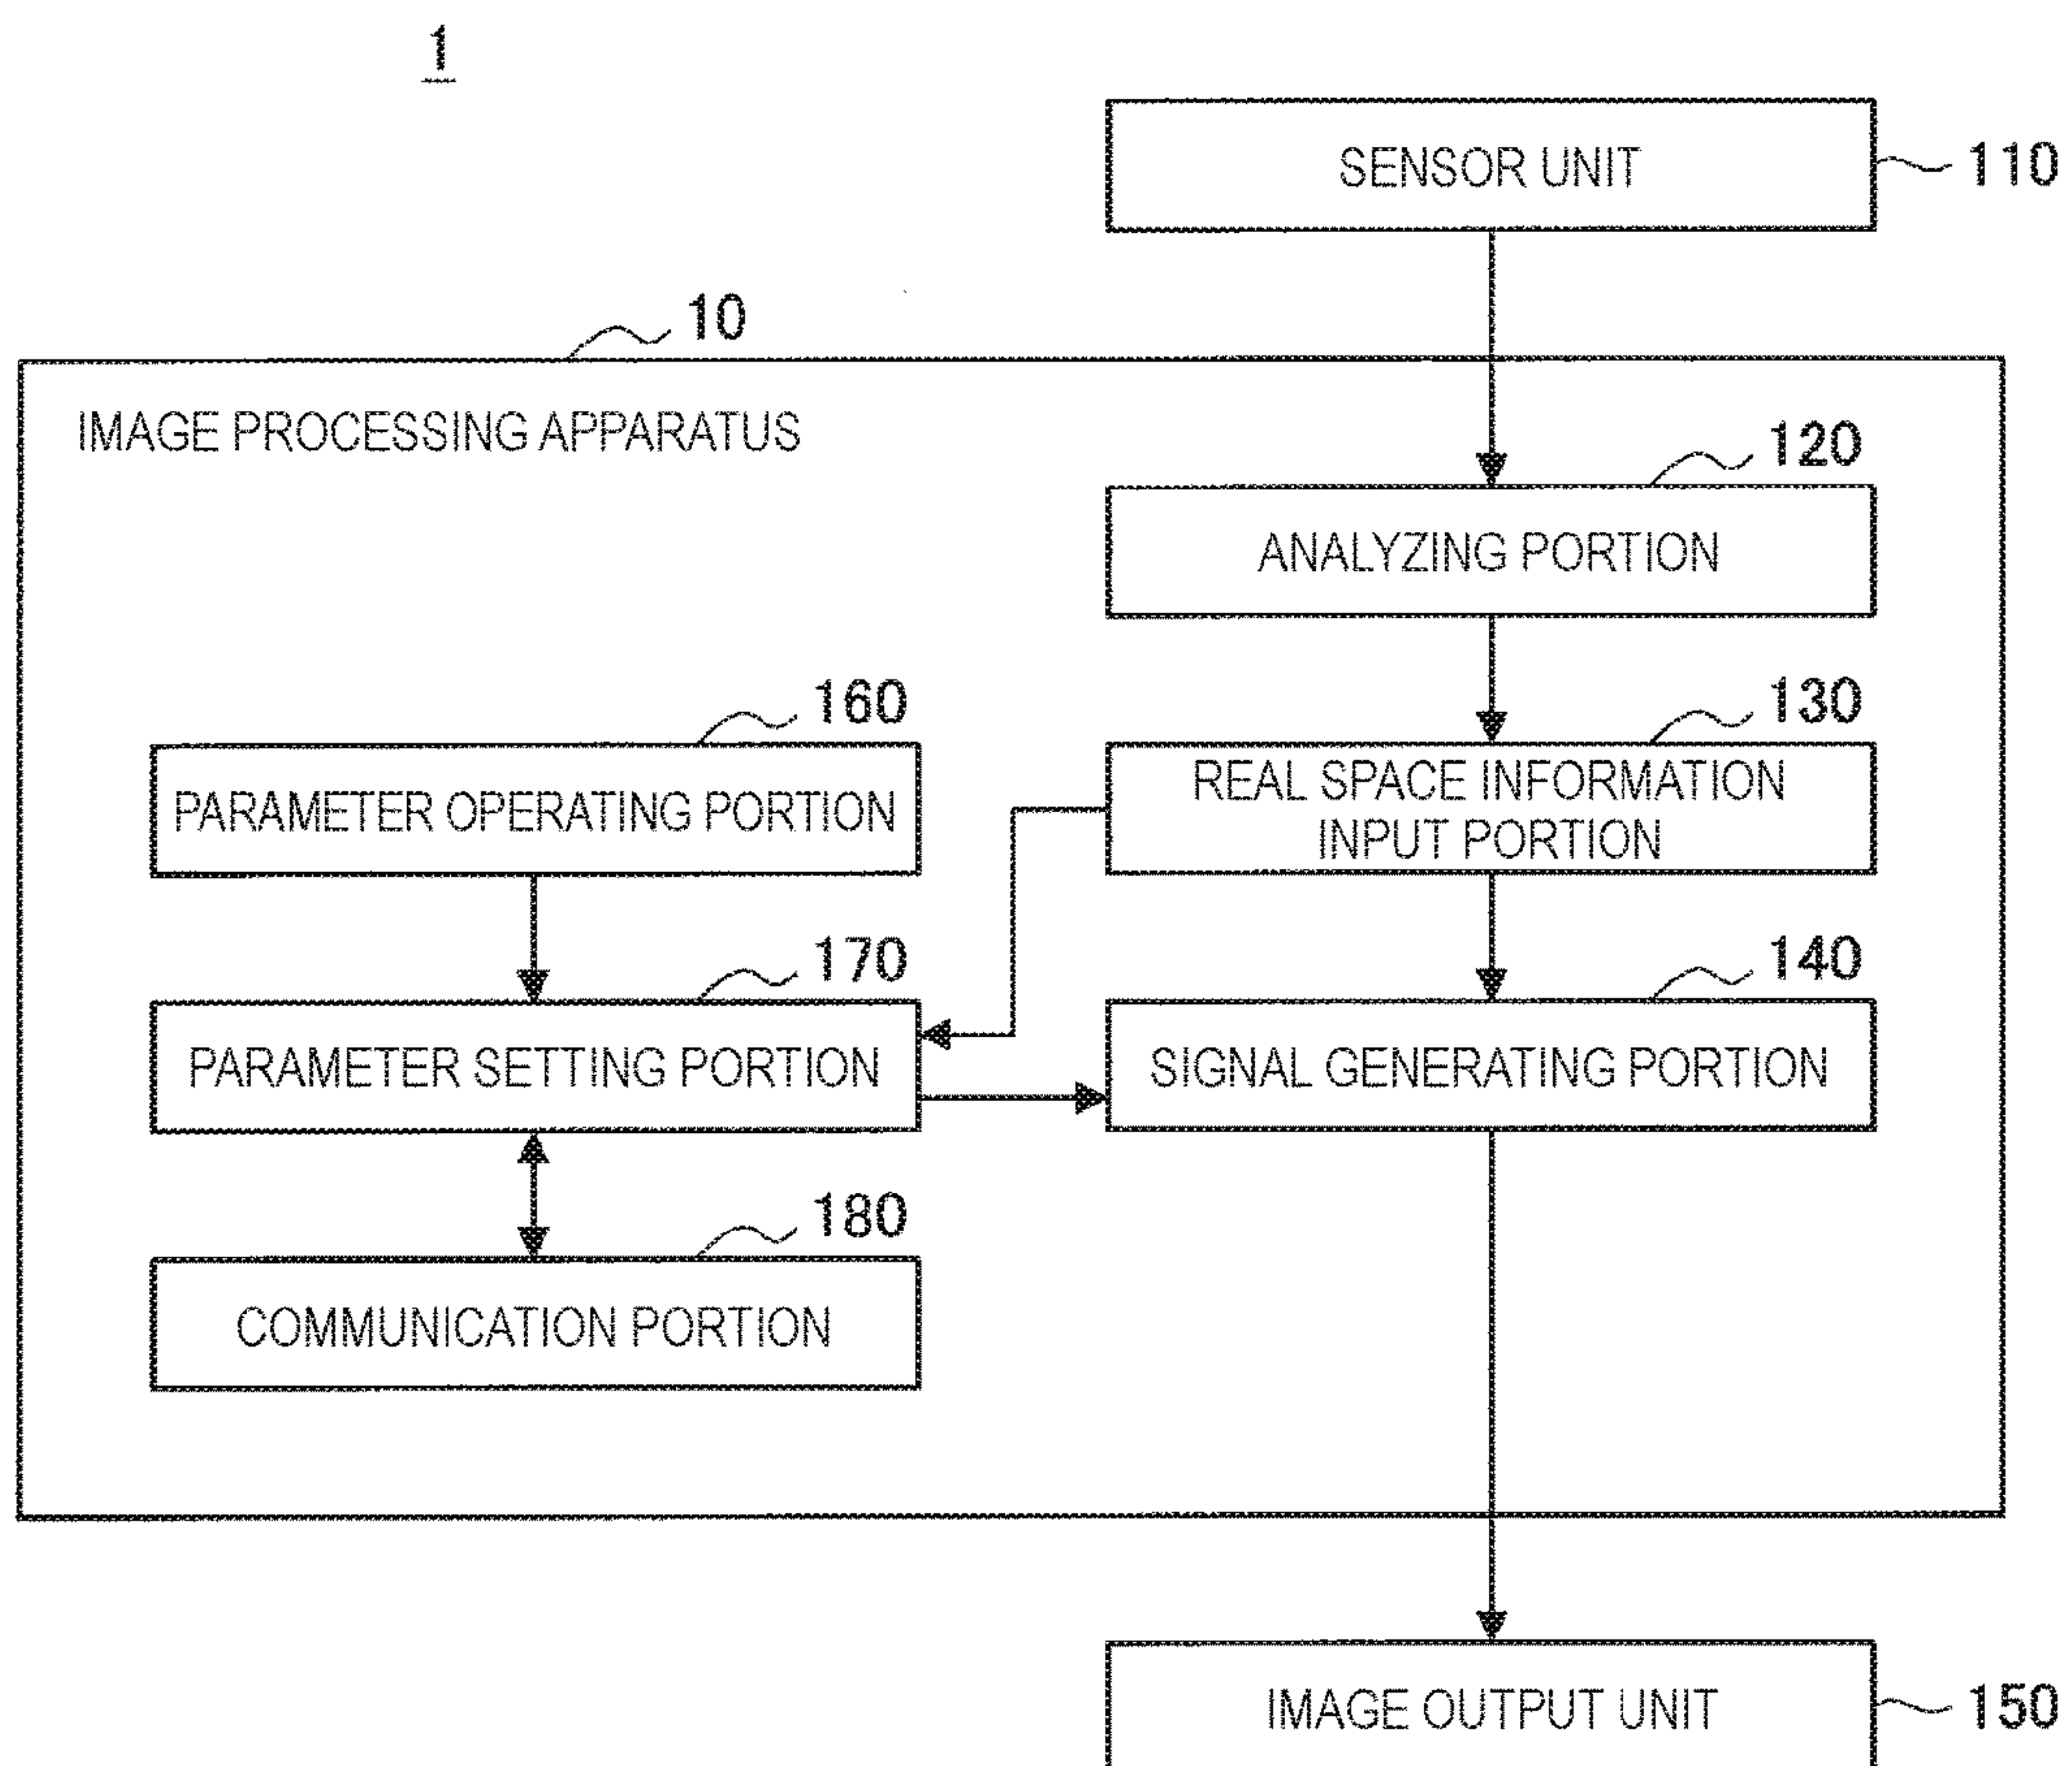 1
SENSOR UNIT
110
10
IMAGE PROCESSING APPARATUS
120
ANALYZING PORTION
160
130
PARAMETER OPERATING PORTION
REAL SPACE INFORMATION
INPUT PORTION
170
140
PARAMETER SETTING PORTION
SIGNAL GENERATING PORTION
180
COMMUNICATION PORTION
IMAGE OUTPUT UNIT
150